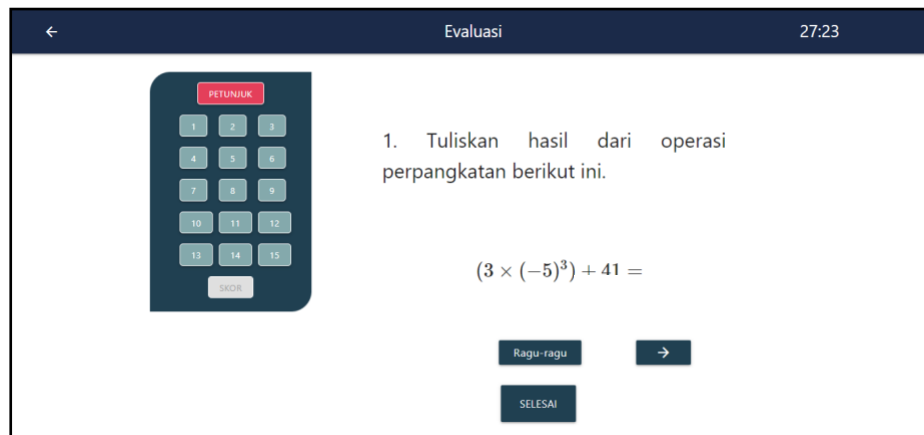 ← Evaluasi 27:23
PETUNJUK
1 2 3
4 5 6
7 8 9
10 11 12
13 14 15
SKOR
1. Tuliskan hasil dari operasi
perpangkatan berikut ini.
(3 × (−5)³) + 41 =
Ragu-ragu →
SELESAI